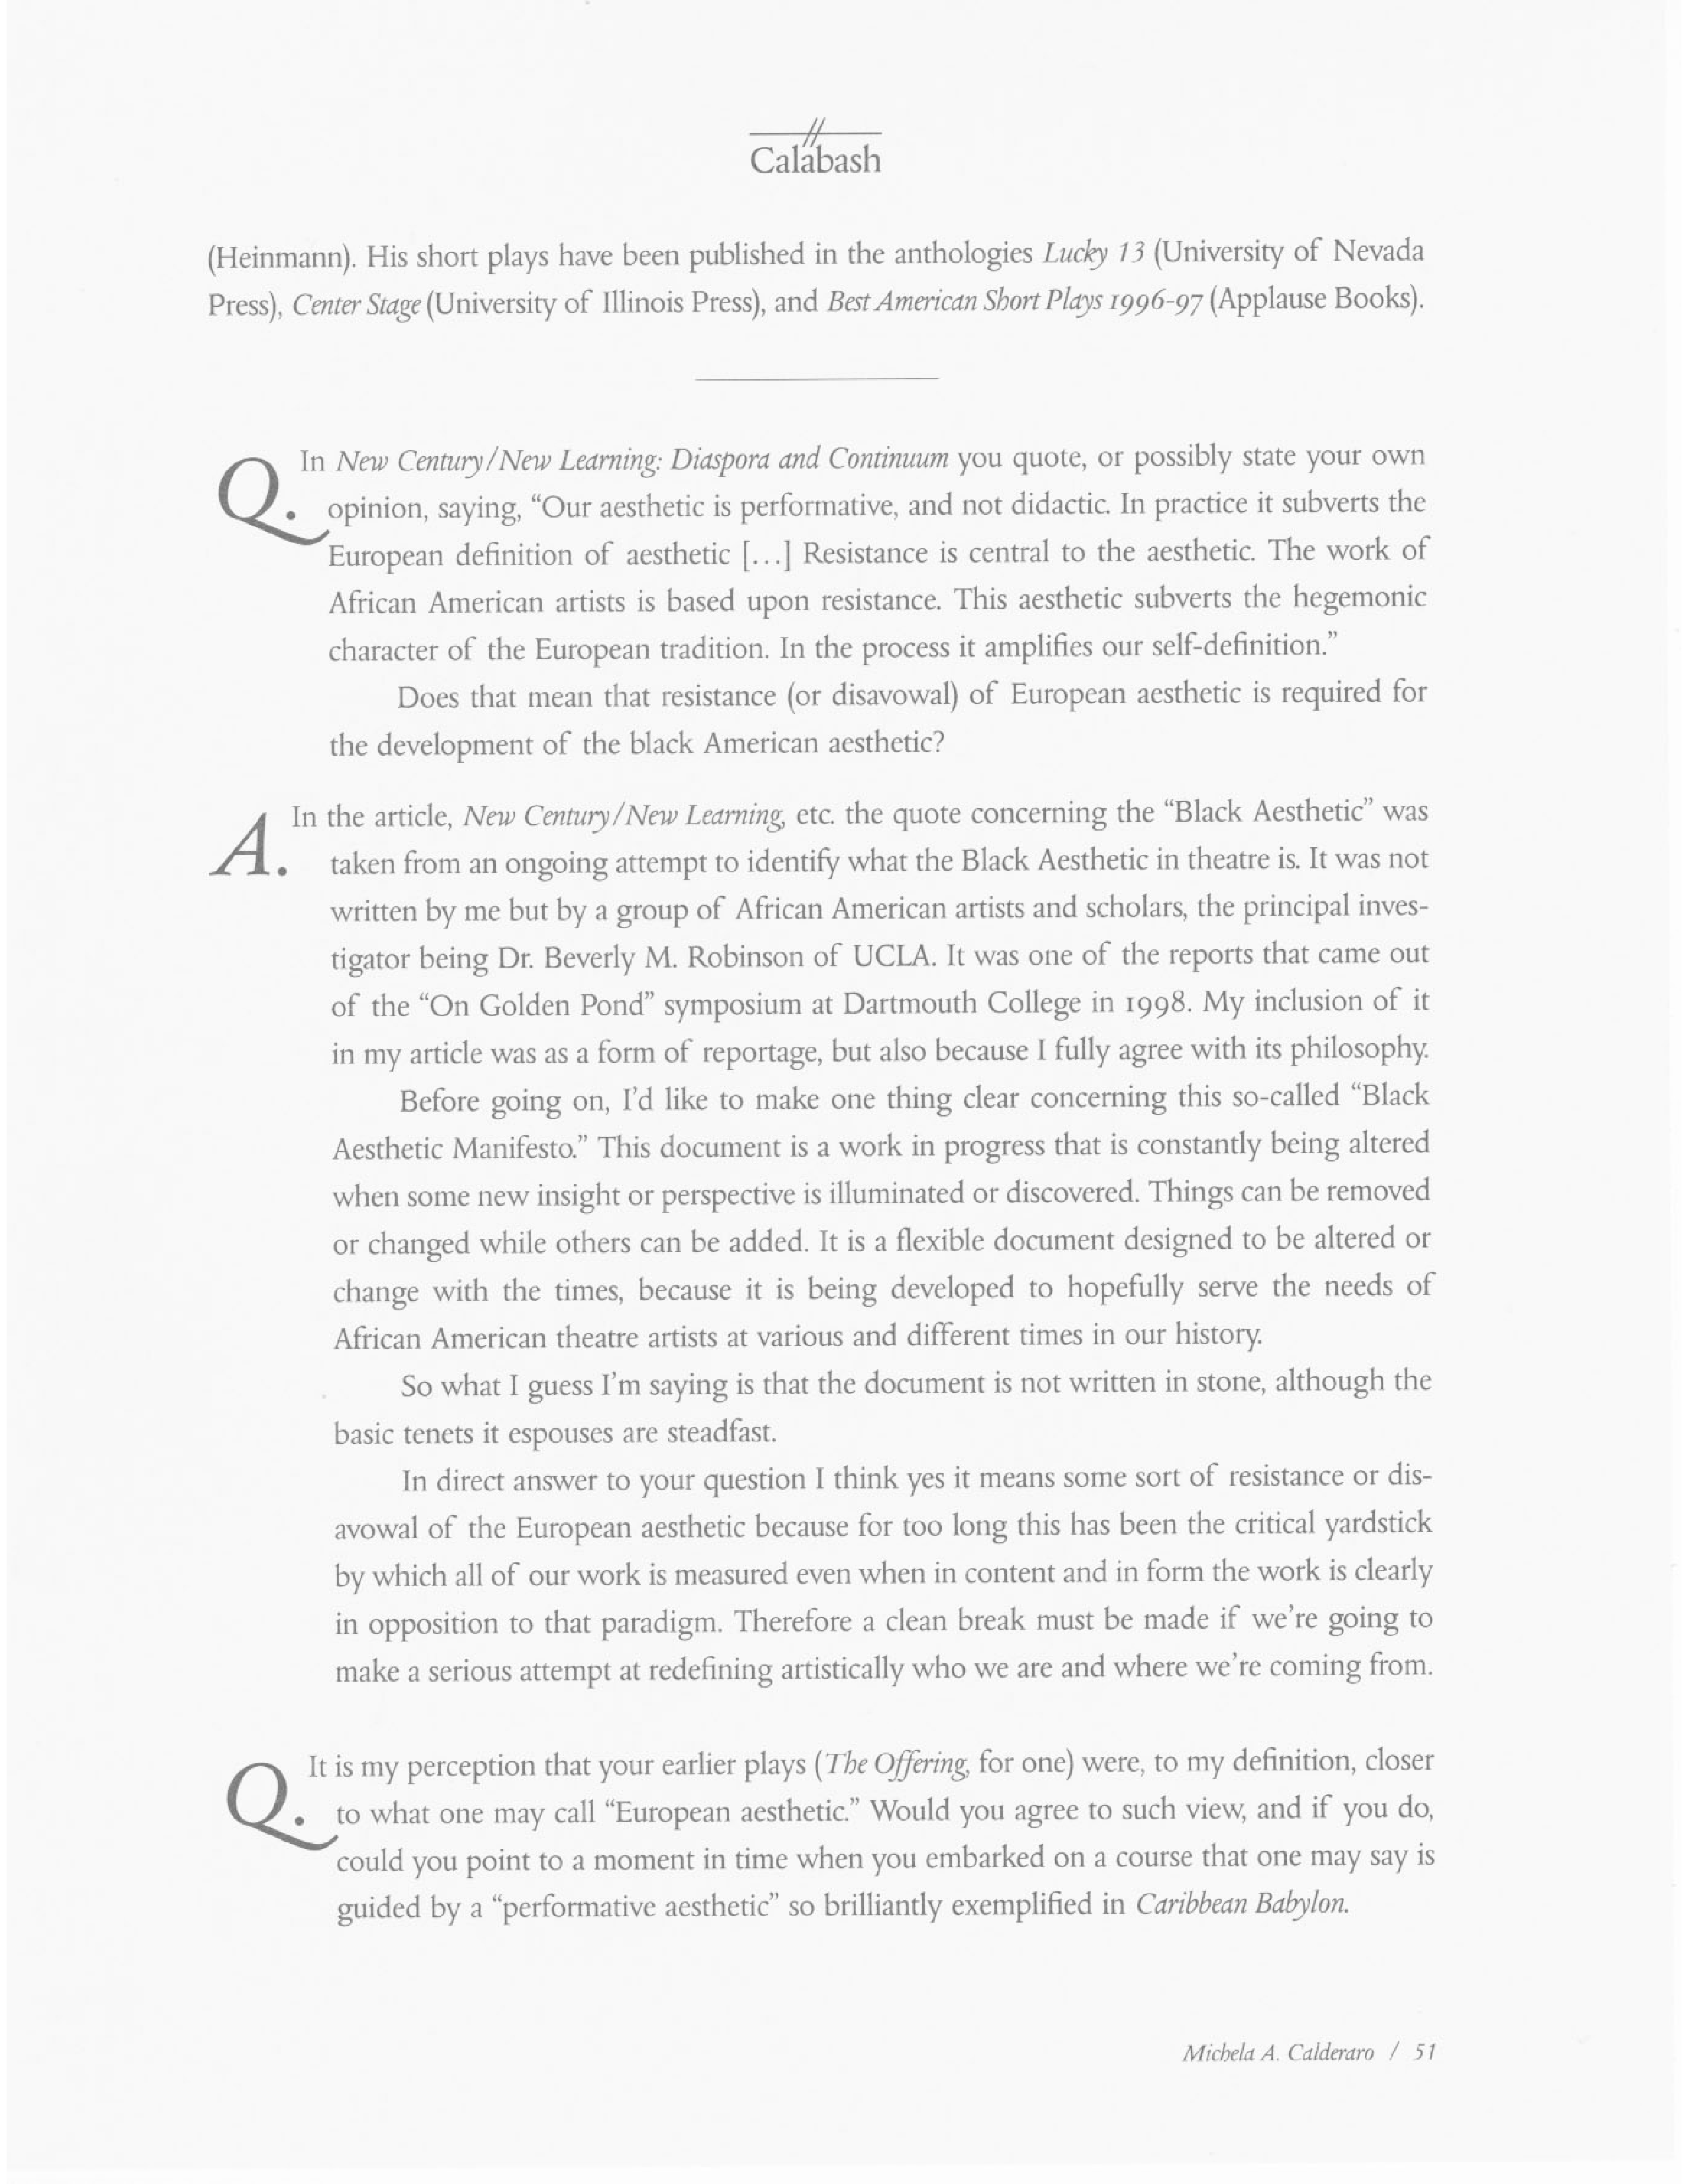 Calabash
(Heinmann). His short plays have been published in the anthologies Lucky 13 (University of Nevada
Press), Center Stage (University of Illinois Press), and Best American Short Plays 1996-97 (Applause Books).
Q. In New Century/New Learning: Diaspora and Continuum you quote, or possibly state your own
opinion, saying, “Our aesthetic is performative, and not didactic. In practice it subverts the
European definition of aesthetic [...] Resistance is central to the aesthetic. The work of
African American artists is based upon resistance. This aesthetic subverts the hegemonic
character of the European tradition. In the process it amplifies our self-definition.”
Does that mean that resistance (or disavowal) of European aesthetic is required for
the development of the black American aesthetic?
A. In the article, New Century/New Learning, etc. the quote concerning the “Black Aesthetic” was
taken from an ongoing attempt to identify what the Black Aesthetic in theatre is. It was not
written by me but by a group of African American artists and scholars, the principal inves-
tigator being Dr. Beverly M. Robinson of UCLA. It was one of the reports that came out
of the “On Golden Pond” symposium at Dartmouth College in 1998. My inclusion of it
in my article was as a form of reportage, but also because I fully agree with its philosophy.
Before going on, I’d like to make one thing clear concerning this so-called “Black
Aesthetic Manifesto.” This document is a work in progress that is constantly being altered
when some new insight or perspective is illuminated or discovered. Things can be removed
or changed while others can be added. It is a flexible document designed to be altered or
change with the times, because it is being developed to hopefully serve the needs of
African American theatre artists at various and different times in our history.
So what I guess I’m saying is that the document is not written in stone, although the
basic tenets it espouses are steadfast.
In direct answer to your question I think yes it means some sort of resistance or dis-
avowal of the European aesthetic because for too long this has been the critical yardstick
by which all of our work is measured even when in content and in form the work is clearly
in opposition to that paradigm. Therefore a clean break must be made if we’re going to
make a serious attempt at redefining artistically who we are and where we’re coming from.
Q. It is my perception that your earlier plays (The Offering, for one) were, to my definition, closer
to what one may call “European aesthetic.” Would you agree to such view, and if you do,
could you point to a moment in time when you embarked on a course that one may say is
guided by a “performative aesthetic” so brilliantly exemplified in Caribbean Babylon.
Michela A. Calderaro / 51